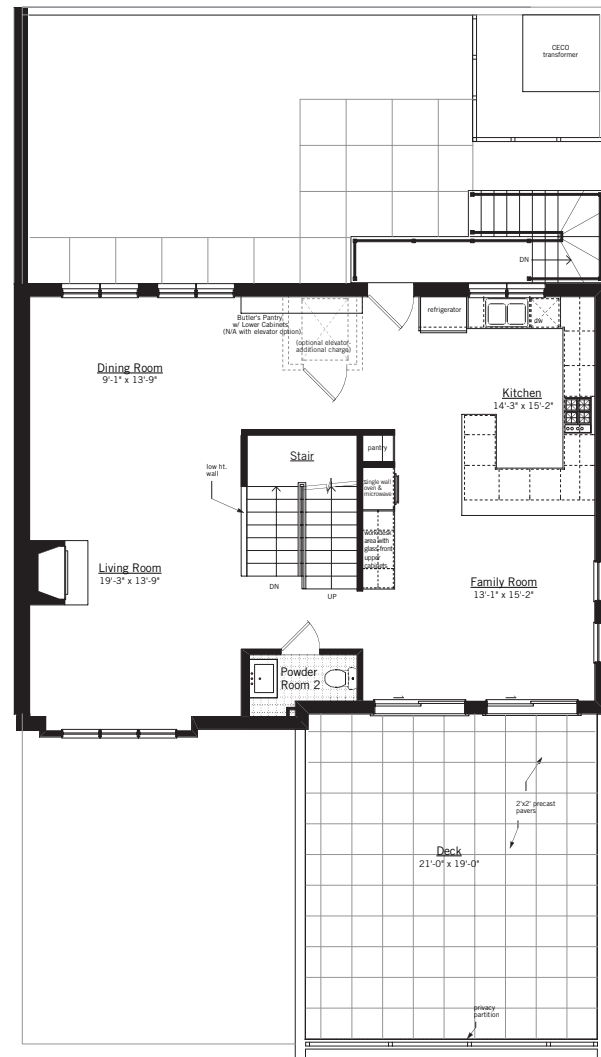 CECO
transformer
DN
refrigerator
dw
Butler's Pantry
w/ Lower Cabinets
(N/A with elevator option)
(optional elevator-
additional charge)
Dining Room
9'-1" x 13'-9"
Kitchen
14'-3" x 15'-2"
pantry
Stair
low ht.
wall
single wall
oven &
microwave
workdesk
area with
glass-front
upper
cabinets
Living Room
19'-3" x 13'-9"
DN
UP
Family Room
13'-1" x 15'-2"
Powder
Room 2
2'x2' precast
pavers
Deck
21'-0" x 19'-0"
privacy
partition